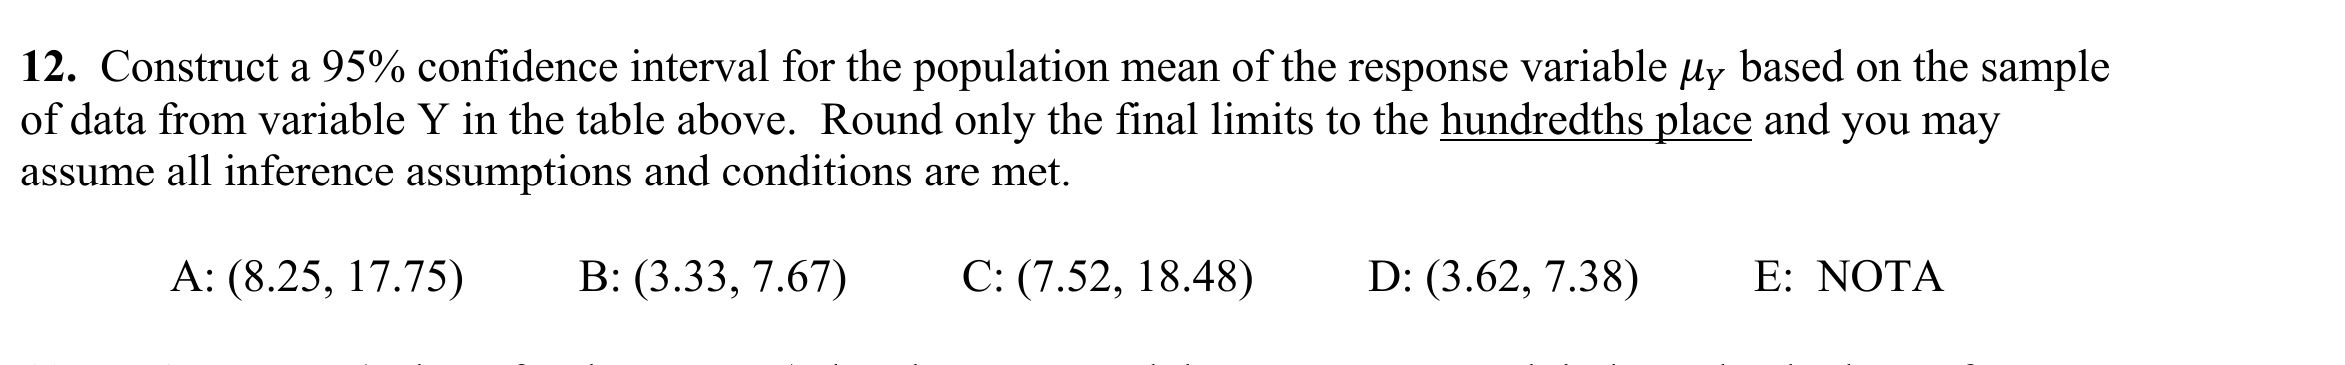 12. Construct a 95% confidence interval for the population mean of the response variable μY based on the sample
of data from variable Y in the table above. Round only the final limits to the hundredths place and you may
assume all inference assumptions and conditions are met.
A: (8.25, 17.75) B: (3.33, 7.67) C: (7.52, 18.48) D: (3.62, 7.38) E: NOTA